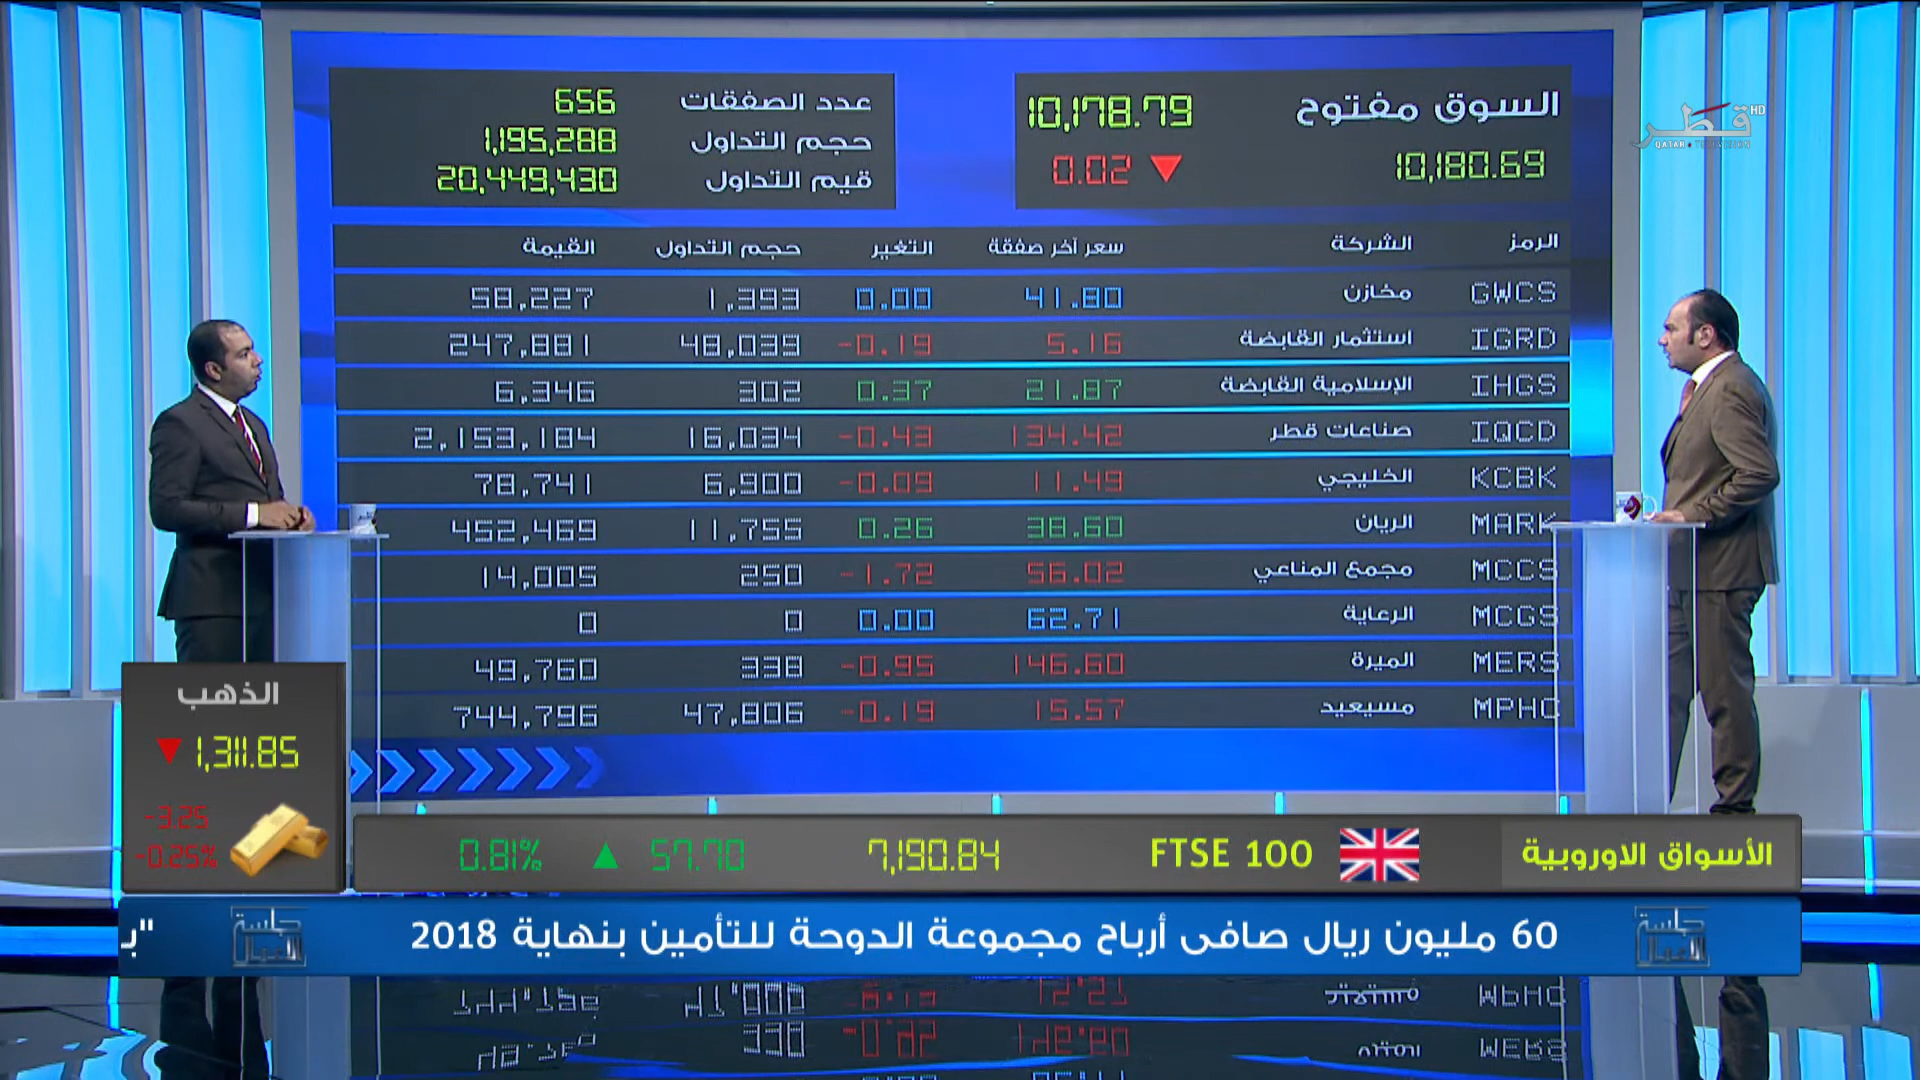 السوق مفتوح 10,178.79
10,180.69 0.02
عدد الصفقات 656
حجم التداول 1,195,288
قيم التداول 20,449,430
قطر HD
QATAR TELEVISION
الرمز الشركة سعر آخر صفقة التغير حجم التداول القيمة
GWCS مخازن 41.80 0.00 1,393 58,227
IGRD استثمار القابضة 5.16 -0.19 48,039 247,881
IHGS الإسلامية القابضة 21.87 0.37 302 6,346
IQCD صناعات قطر 134.42 -0.43 16,034 2,153,184
KCBK الخليجي 11.49 -0.09 6,900 78,741
MARK الريان 38.60 0.26 11,755 452,469
MCCS مجمع المناعي 56.02 -1.72 250 14,005
MCGS الرعاية 62.71 0.00 0 0
MERS الميرة 146.60 -0.95 338 49,760
MPHC مسيعيد 15.57 -0.19 47,806 744,796
الذهب
1,311.85
-3.25
-0.25%
الأسواق الاوروبية FTSE 100 7,190.84 57.70 0.81%
جلسة الأعمال 60 مليون ريال صافى أرباح مجموعة الدوحة للتأمين بنهاية 2018 جلسة الأعمال "ب